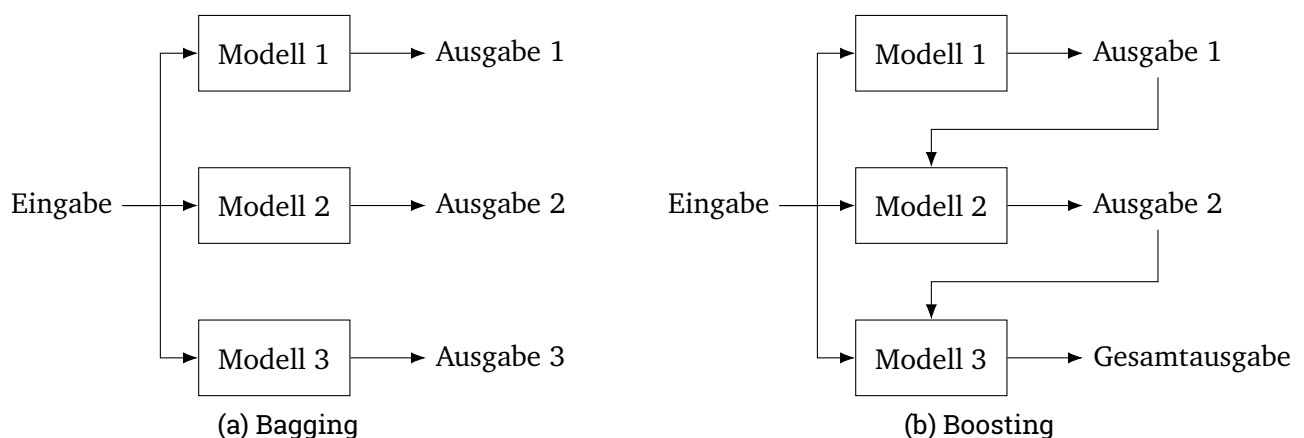 Modell 1
Ausgabe 1
Eingabe
Modell 2
Ausgabe 2
Modell 3
Ausgabe 3
(a) Bagging
Modell 1
Ausgabe 1
Eingabe
Modell 2
Ausgabe 2
Modell 3
Gesamtausgabe
(b) Boosting